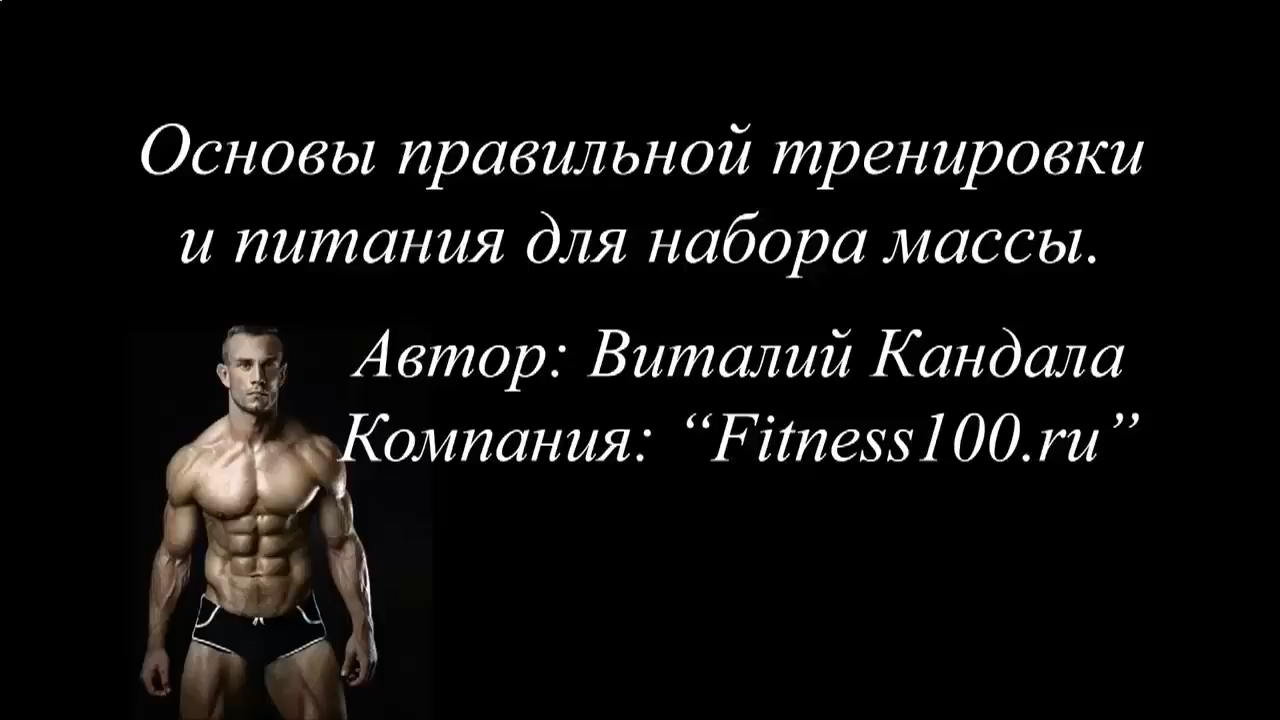 Основы правильной тренировки
и питания для набора массы.
Автор: Виталий Кандала
Компания: “Fitness100.ru”